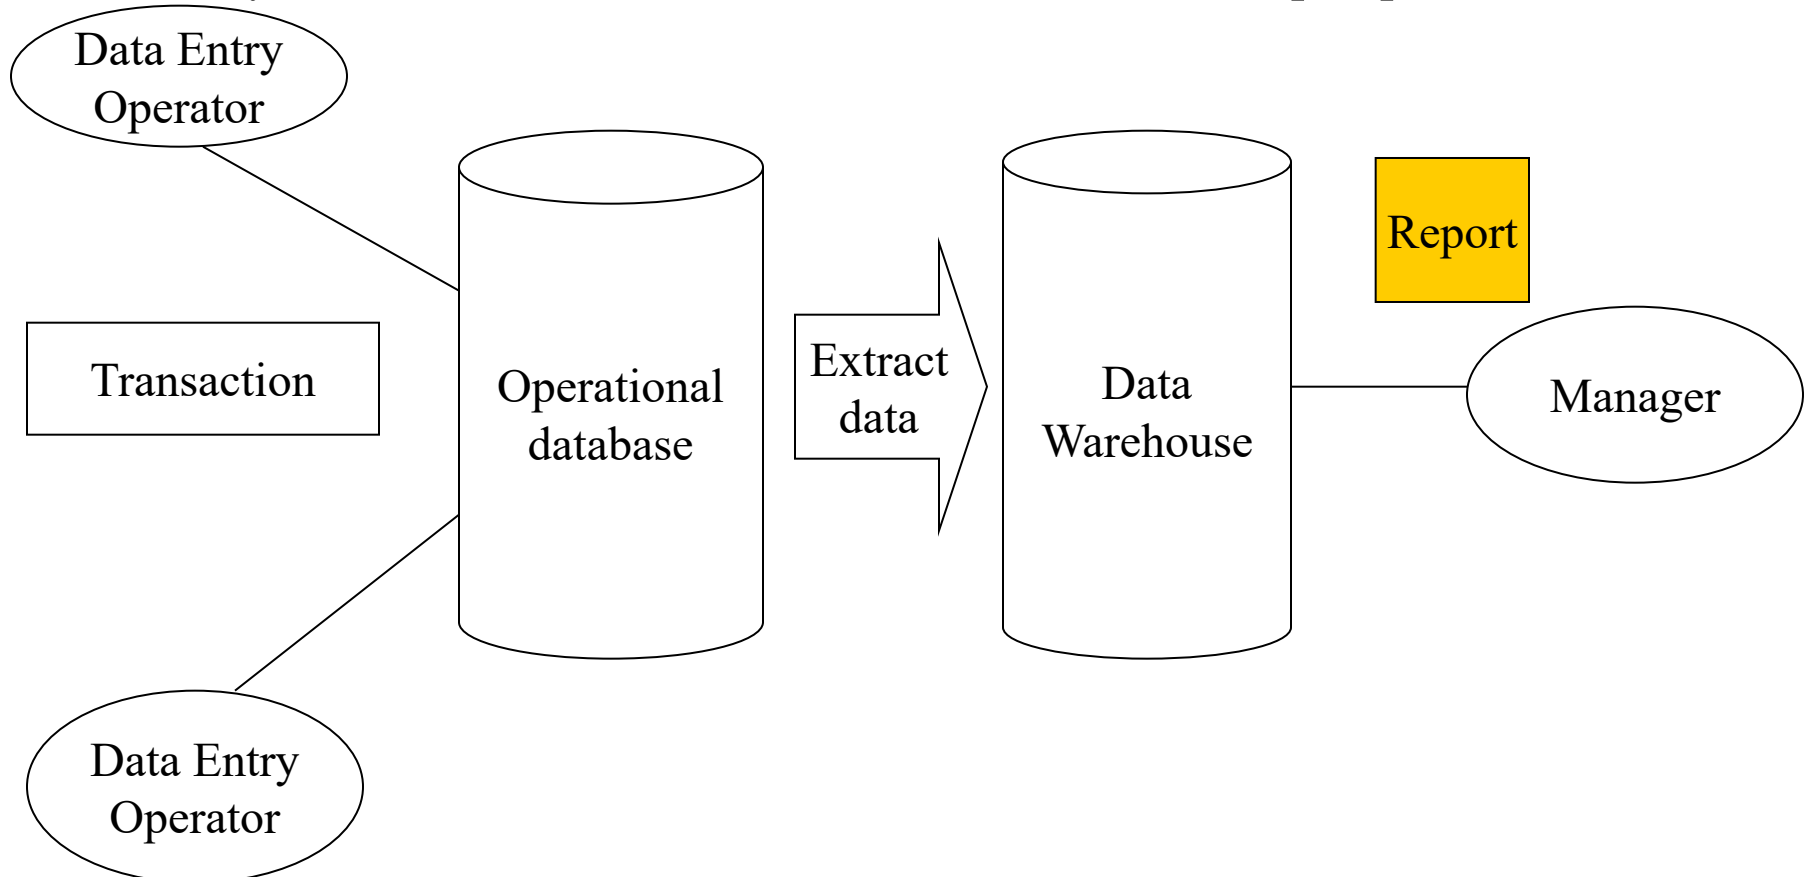 Data Entry
Operator
Transaction
Operational
database
Extract
data
Data
Warehouse
Report
Manager
Data Entry
Operator